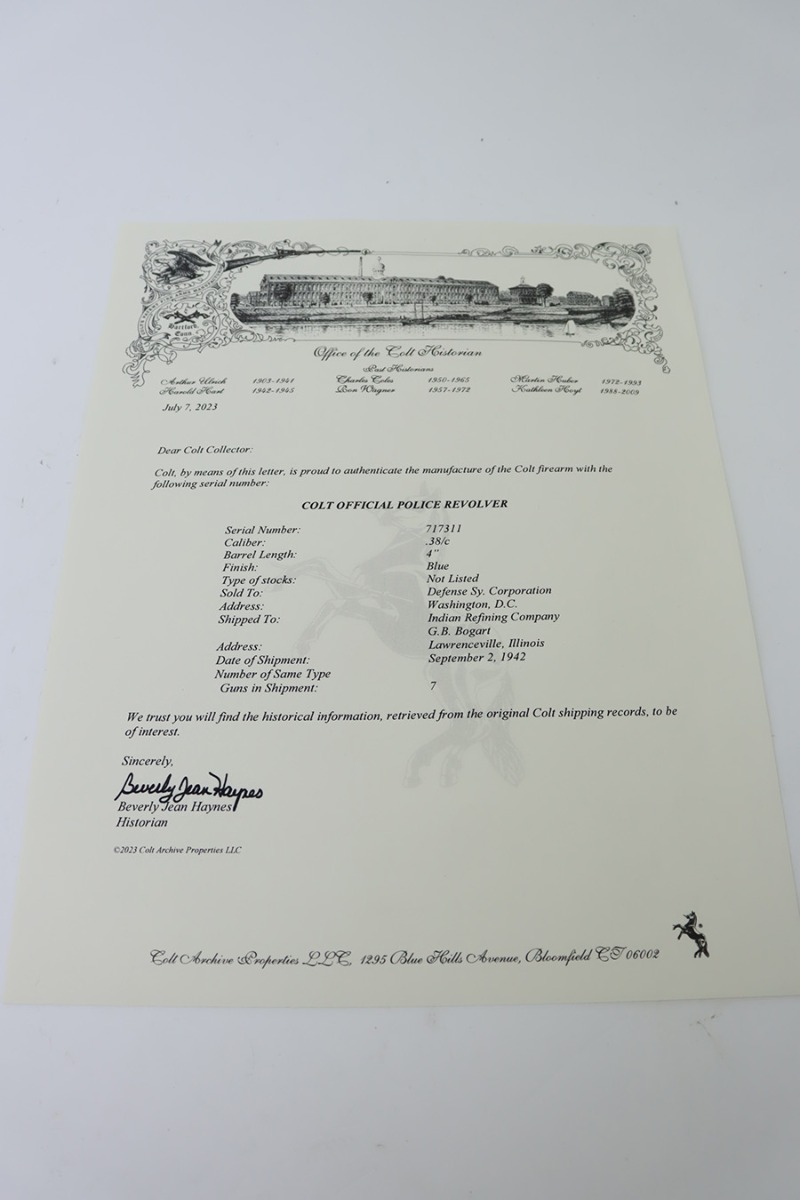 Colt
Hartford
Conn.
Office of the Colt Historian
Past Historians
Arthur Ulrich 1903-1941 Charles Coles 1950-1965 Martin Huber 1972-1993
Harold Hart 1942-1945 Ron Wagner 1957-1972 Kathleen Hoyt 1988-2009
July 7, 2023
Dear Colt Collector:
Colt, by means of this letter, is proud to authenticate the manufacture of the Colt firearm with the
following serial number:
COLT OFFICIAL POLICE REVOLVER
Serial Number: 717311
Caliber: .38/c
Barrel Length: 4"
Finish: Blue
Type of stocks: Not Listed
Sold To: Defense Sy. Corporation
Address: Washington, D.C.
Shipped To: Indian Refining Company
G.B. Bogart
Address: Lawrenceville, Illinois
Date of Shipment: September 2, 1942
Number of Same Type
Guns in Shipment: 7
We trust you will find the historical information, retrieved from the original Colt shipping records, to be
of interest.
Sincerely,
Beverly Jean Haynes
Beverly Jean Haynes
Historian
©2023 Colt Archive Properties LLC
Colt Archive Properties LLC, 1295 Blue Hills Avenue, Bloomfield CT 06002